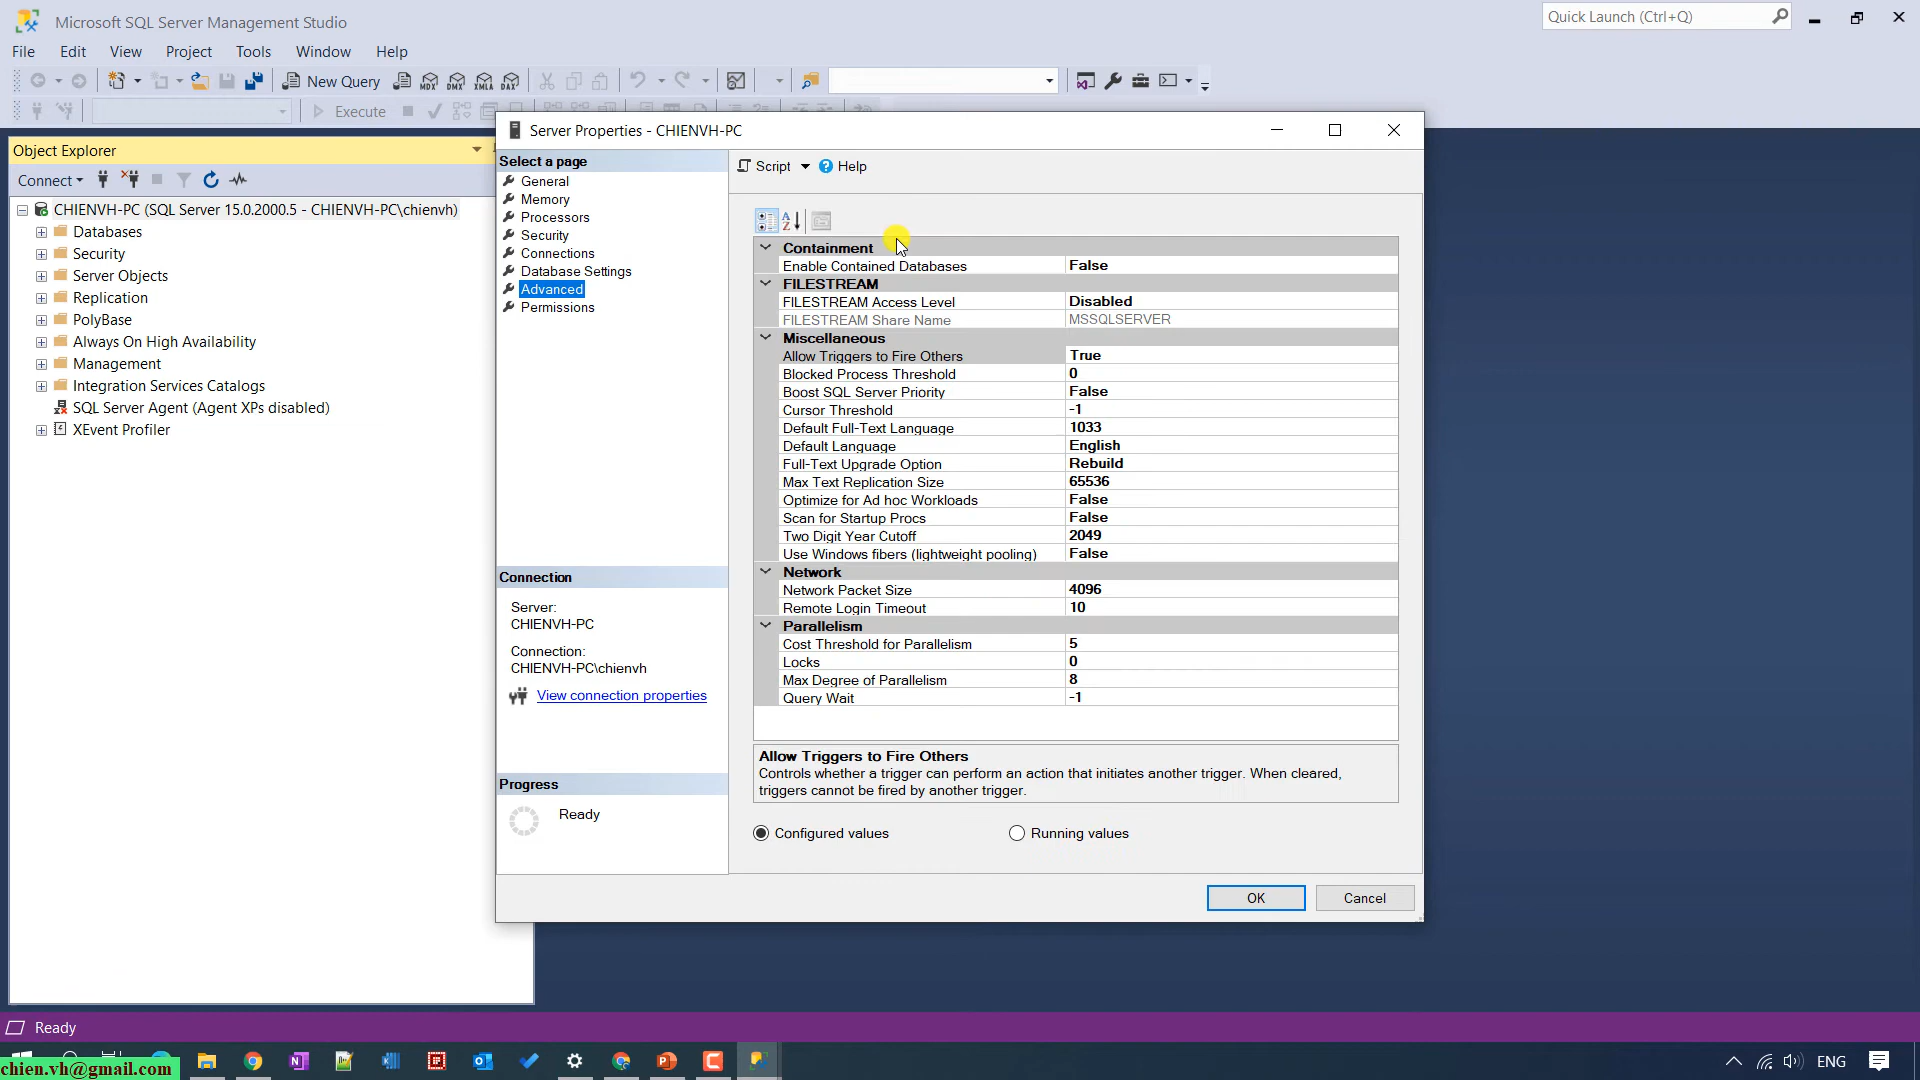 Microsoft SQL Server Management Studio
Quick Launch (Ctrl+Q)
File Edit View Project Tools Window Help
New Query
MDX DMX XMLA DAX
Execute
Object Explorer
Connect
CHIENVH-PC (SQL Server 15.0.2000.5 - CHIENVH-PC\chienvh)
Databases
Security
Server Objects
Replication
PolyBase
Always On High Availability
Management
Integration Services Catalogs
SQL Server Agent (Agent XPs disabled)
XEvent Profiler
Server Properties - CHIENVH-PC
Select a page
General
Memory
Processors
Security
Connections
Database Settings
Advanced
Permissions
Connection
Server:
CHIENVH-PC
Connection:
CHIENVH-PC\chienvh
View connection properties
Progress
Ready
Script Help
Containment
Enable Contained Databases False
FILESTREAM
FILESTREAM Access Level Disabled
FILESTREAM Share Name MSSQLSERVER
Miscellaneous
Allow Triggers to Fire Others True
Blocked Process Threshold 0
Boost SQL Server Priority False
Cursor Threshold -1
Default Full-Text Language 1033
Default Language English
Full-Text Upgrade Option Rebuild
Max Text Replication Size 65536
Optimize for Ad hoc Workloads False
Scan for Startup Procs False
Two Digit Year Cutoff 2049
Use Windows fibers (lightweight pooling) False
Network
Network Packet Size 4096
Remote Login Timeout 10
Parallelism
Cost Threshold for Parallelism 5
Locks 0
Max Degree of Parallelism 8
Query Wait -1
Allow Triggers to Fire Others
Controls whether a trigger can perform an action that initiates another trigger. When cleared,
triggers cannot be fired by another trigger.
Configured values Running values
OK Cancel
Ready
chien.vh@gmail.com
ENG